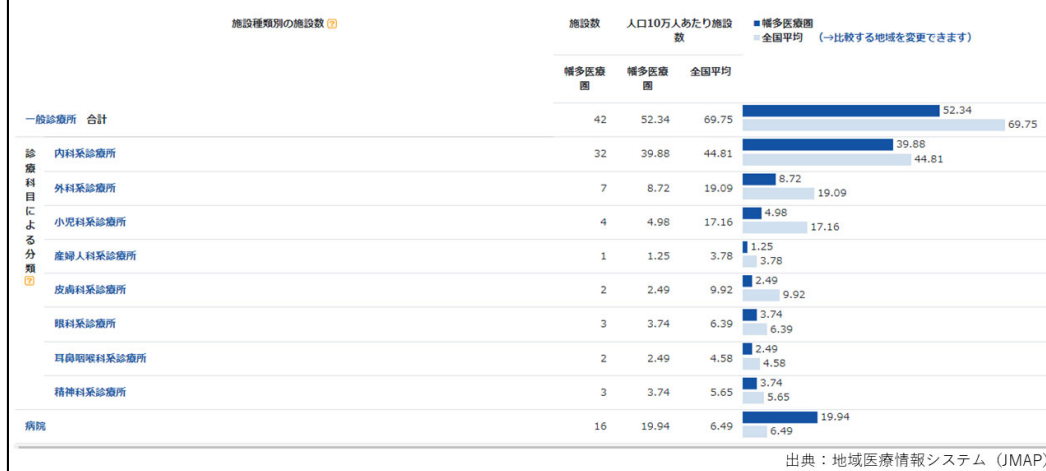 施設種類別の施設数 ?
施設数
人口10万人あたり施設
数
■幡多医療圏
■全国平均 （→比較する地域を変更できます）
幡多医療
圏
幡多医療
圏
全国平均
一般診療所 合計 42 52.34 69.75 52.34
69.75
診療科目による分類 ?
内科系診療所 32 39.88 44.81 39.88
44.81
外科系診療所 7 8.72 19.09 8.72
19.09
小児科系診療所 4 4.98 17.16 4.98
17.16
産婦人科系診療所 1 1.25 3.78 1.25
3.78
皮膚科系診療所 2 2.49 9.92 2.49
9.92
眼科系診療所 3 3.74 6.39 3.74
6.39
耳鼻咽喉科系診療所 2 2.49 4.58 2.49
4.58
精神科系診療所 3 3.74 5.65 3.74
5.65
病院 16 19.94 6.49 19.94
6.49
出典：地域医療情報システム（JMAP）